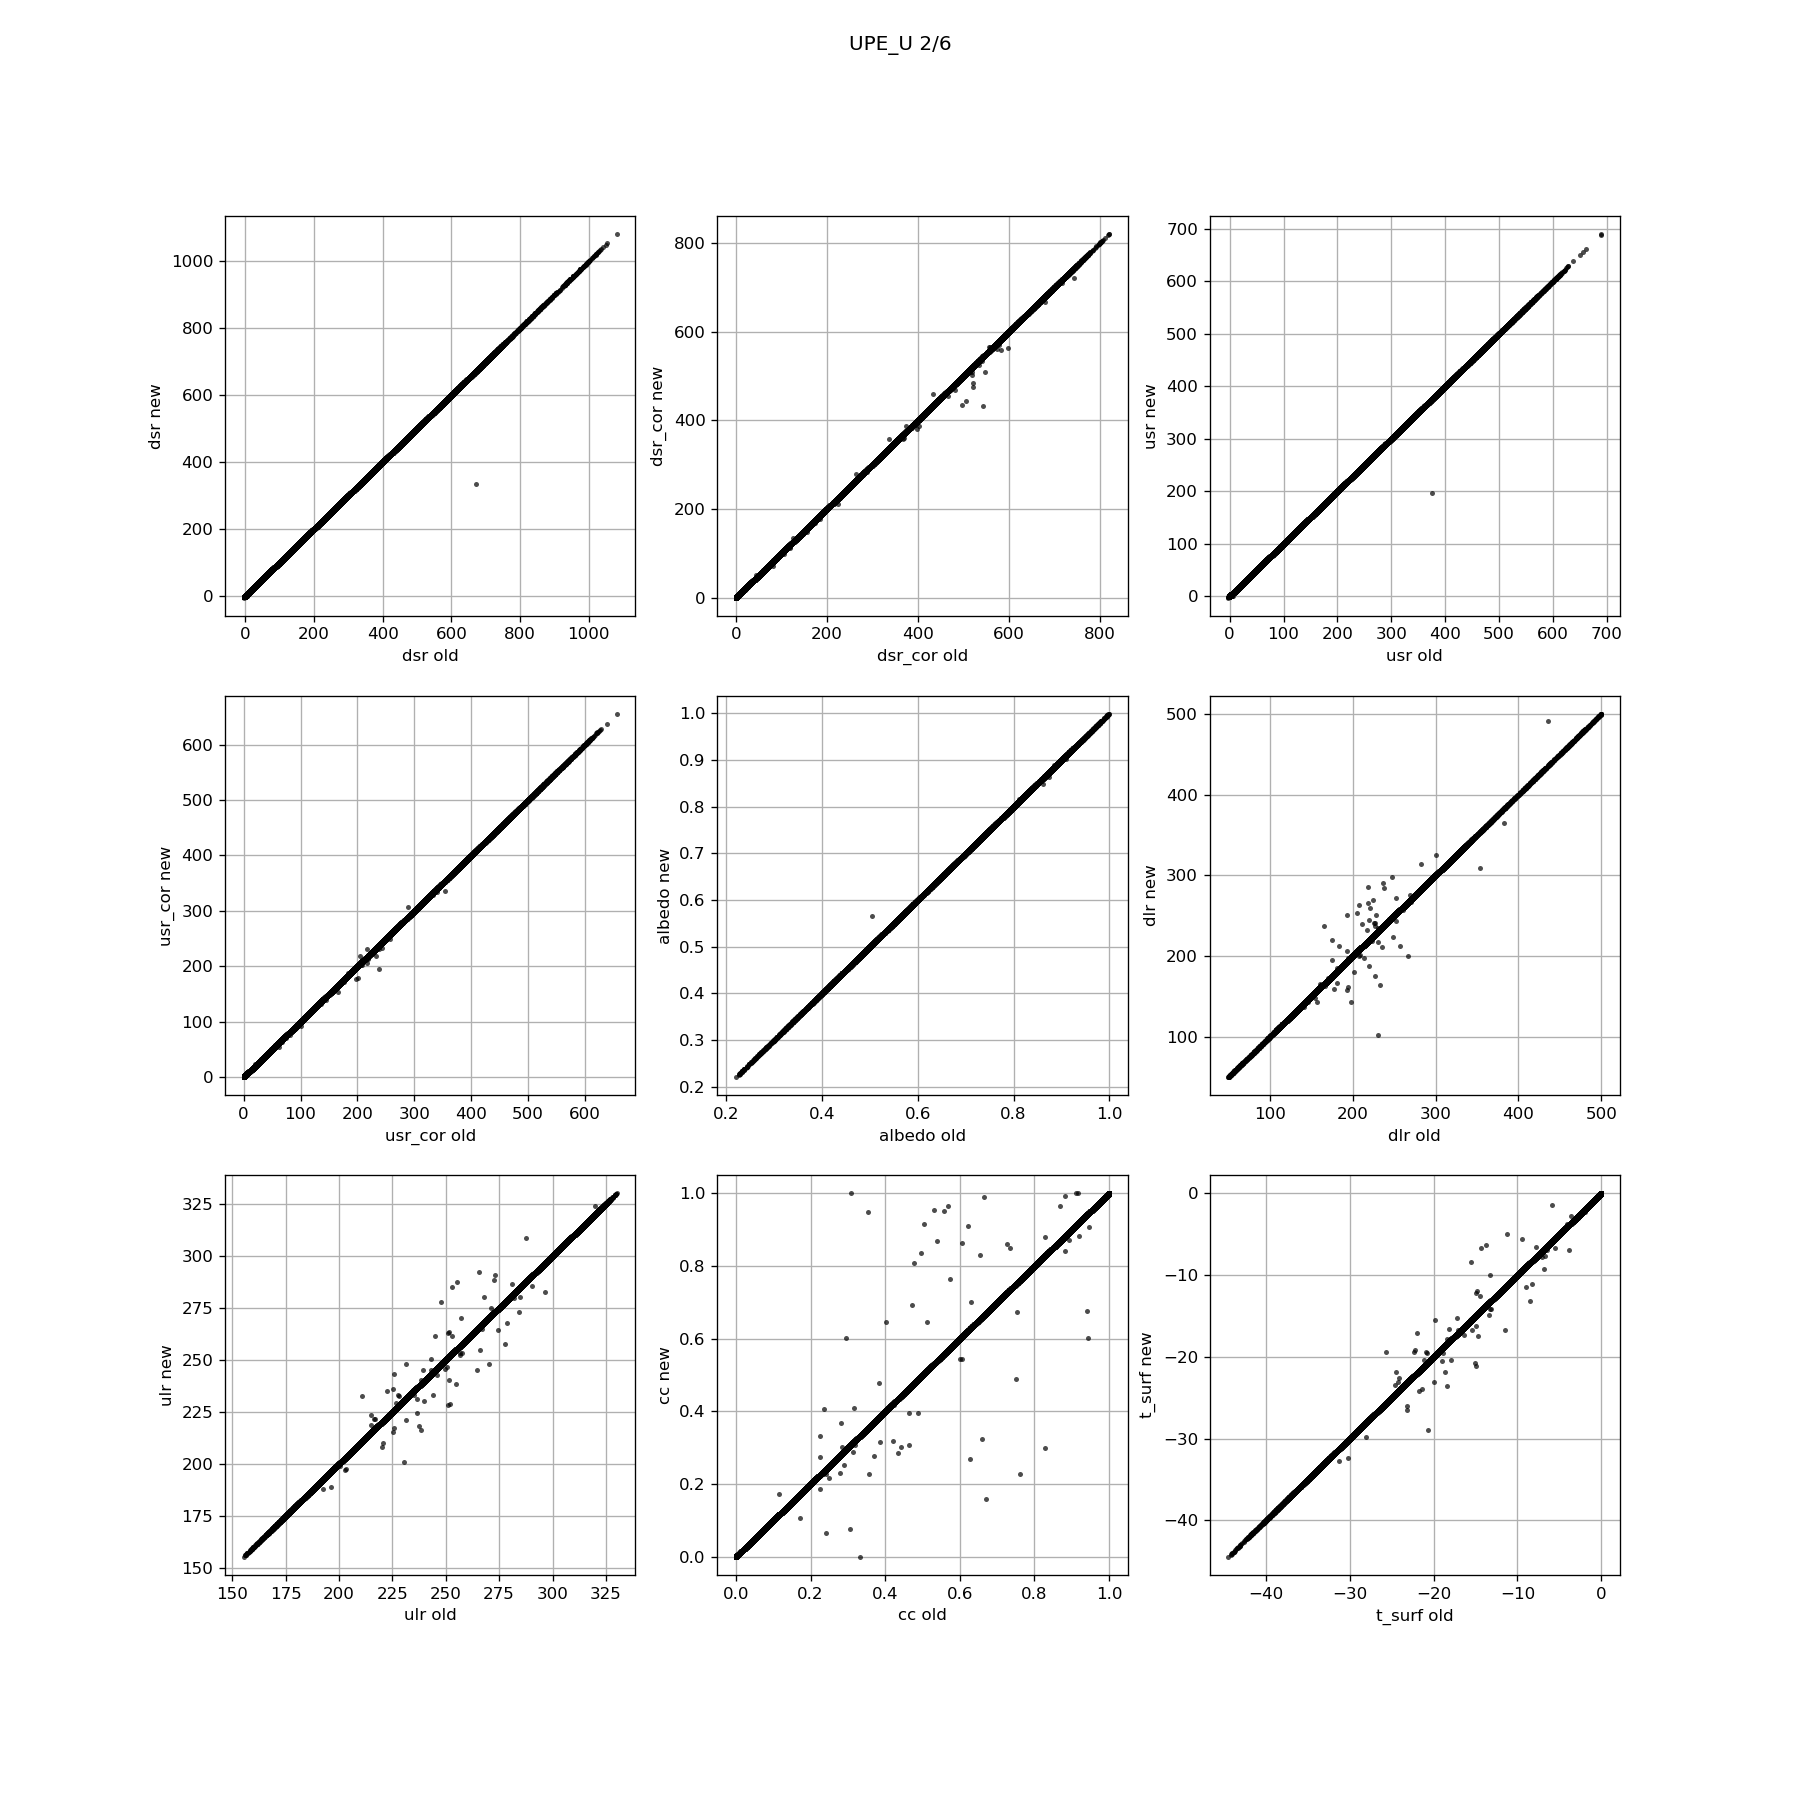 UPE_U 2/6
dsr new
1000
800
600
400
200
0
0 200 400 600 800 1000
dsr old
dsr_cor new
800
600
400
200
0
0 200 400 600 800
dsr_cor old
usr new
700
600
500
400
300
200
100
0
0 100 200 300 400 500 600 700
usr old
usr_cor new
600
500
400
300
200
100
0
0 100 200 300 400 500 600
usr_cor old
albedo new
1.0
0.9
0.8
0.7
0.6
0.5
0.4
0.3
0.2
0.2 0.4 0.6 0.8 1.0
albedo old
dlr new
500
400
300
200
100
100 200 300 400 500
dlr old
ulr new
325
300
275
250
225
200
175
150
150 175 200 225 250 275 300 325
ulr old
cc new
1.0
0.8
0.6
0.4
0.2
0.0
0.0 0.2 0.4 0.6 0.8 1.0
cc old
t_surf new
0
−10
−20
−30
−40
−40 −30 −20 −10 0
t_surf old